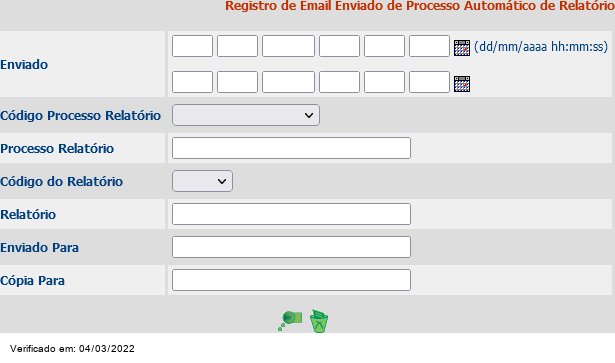 Registro de Email Enviado de Processo Automático de Relatório
Enviado
(dd/mm/aaaa hh:mm:ss)
Código Processo Relatório
Processo Relatório
Código do Relatório
Relatório
Enviado Para
Cópia Para
Verificado em: 04/03/2022